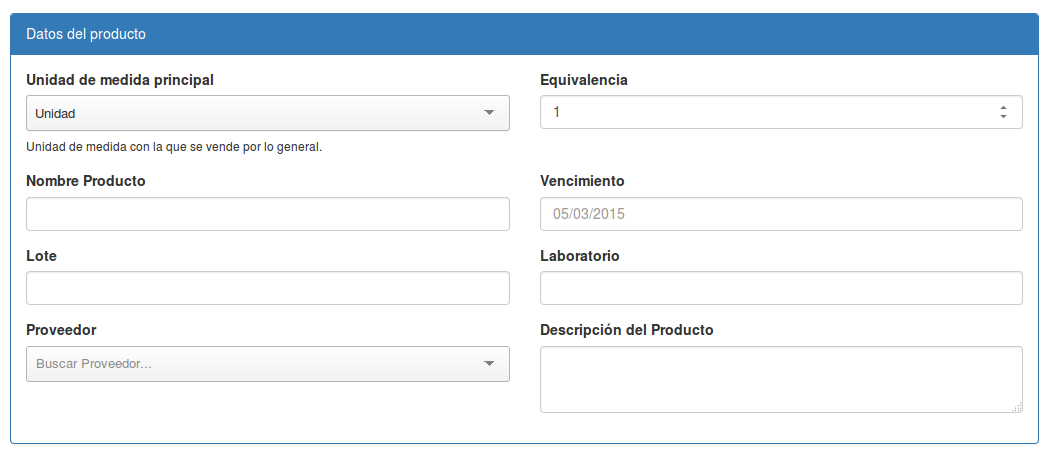 Datos del producto
Unidad de medida principal
Equivalencia
Unidad
1
Unidad de medida con la que se vende por lo general.
Nombre Producto
Vencimiento
05/03/2015
Lote
Laboratorio
Proveedor
Descripción del Producto
Buscar Proveedor...